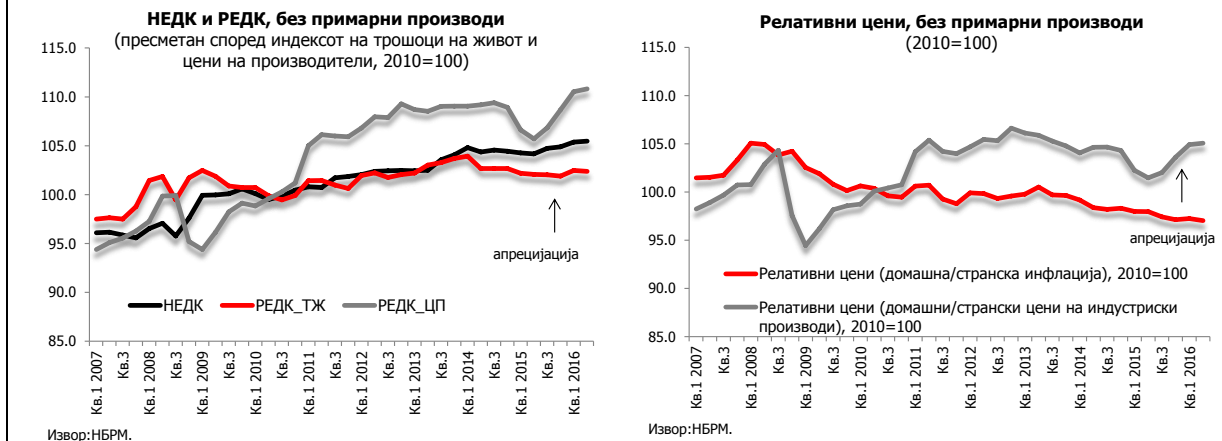 НЕДК и РЕДК, без примарни производи
(пресметан според индексот на трошоци на живот и
цени на производители, 2010=100)
115.0
110.0
105.0
100.0
95.0
90.0
85.0
апрецијација
НЕДК
РЕДК_ТЖ
РЕДК_ЦП
Кв.1 2007
Кв.3
Кв.1 2008
Кв.3
Кв.1 2009
Кв.3
Кв.1 2010
Кв.3
Кв.1 2011
Кв.3
Кв.1 2012
Кв.3
Кв.1 2013
Кв.3
Кв.1 2014
Кв.3
Кв.1 2015
Кв.3
Кв.1 2016
Извор:НБРМ.
Релативни цени, без примарни производи
(2010=100)
115.0
110.0
105.0
100.0
95.0
90.0
85.0
апрецијација
Релативни цени (домашна/странска инфлација), 2010=100
Релативни цени (домашни/странски цени на индустриски
производи), 2010=100
Кв.1 2007
Кв.3
Кв.1 2008
Кв.3
Кв.1 2009
Кв.3
Кв.1 2010
Кв.3
Кв.1 2011
Кв.3
Кв.1 2012
Кв.3
Кв.1 2013
Кв.3
Кв.1 2014
Кв.3
Кв.1 2015
Кв.3
Кв.1 2016
Извор:НБРМ.